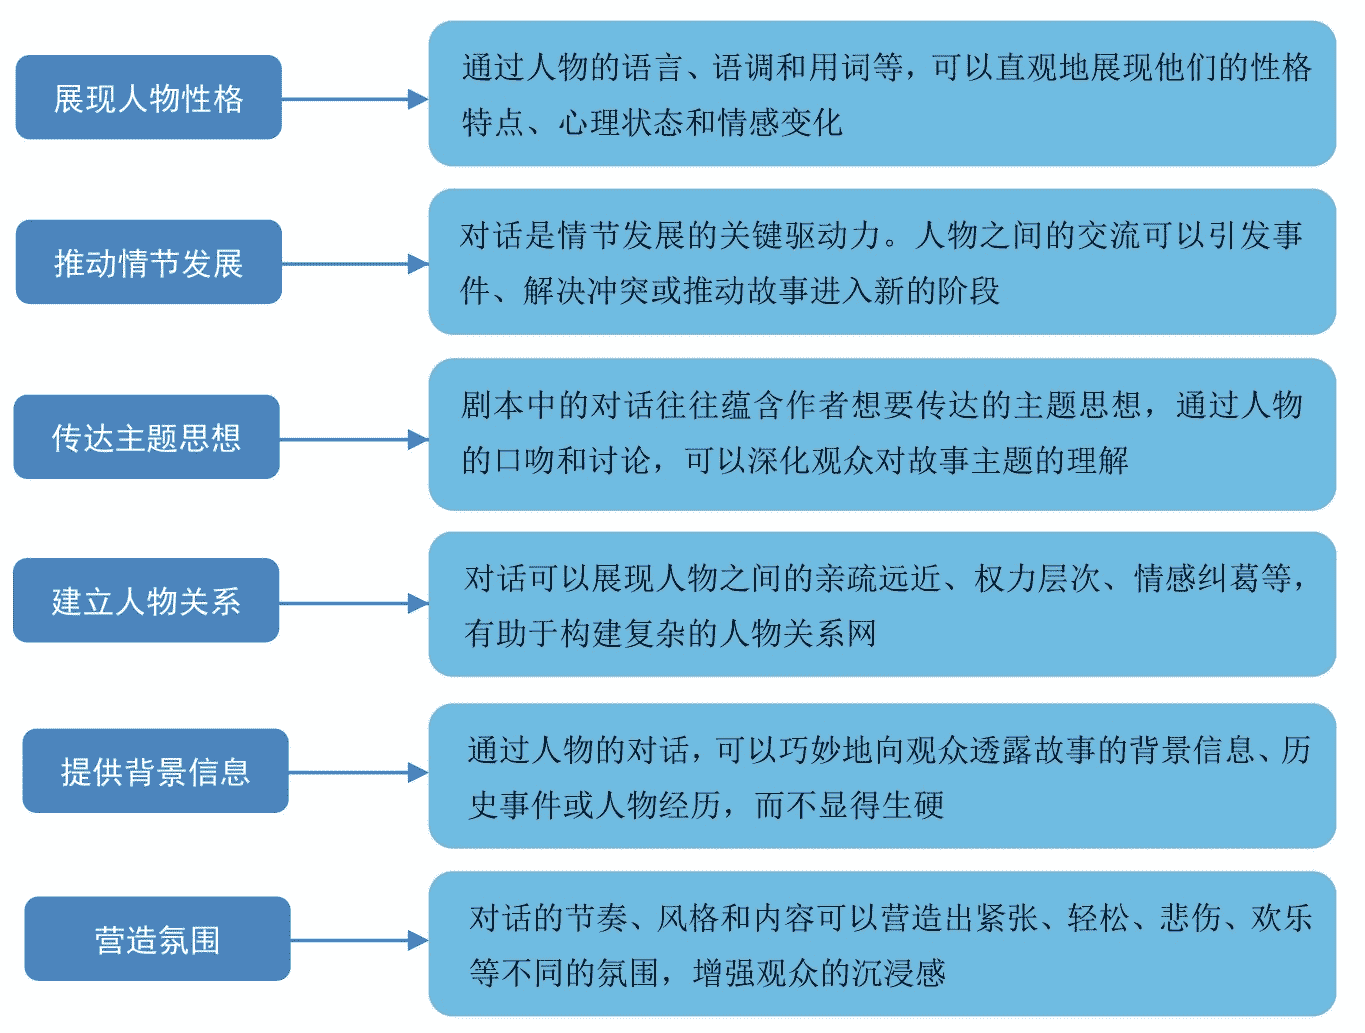 展现人物性格
通过人物的语言、语调和用词等，可以直观地展现他们的性格
特点、心理状态和情感变化
推动情节发展
对话是情节发展的关键驱动力。人物之间的交流可以引发事
件、解决冲突或推动故事进入新的阶段
传达主题思想
剧本中的对话往往蕴含作者想要传达的主题思想，通过人物
的口吻和讨论，可以深化观众对故事主题的理解
建立人物关系
对话可以展现人物之间的亲疏远近、权力层次、情感纠葛等，
有助于构建复杂的人物关系网
提供背景信息
通过人物的对话，可以巧妙地向观众透露故事的背景信息、历
史事件或人物经历，而不显得生硬
营造氛围
对话的节奏、风格和内容可以营造出紧张、轻松、悲伤、欢乐
等不同的氛围，增强观众的沉浸感